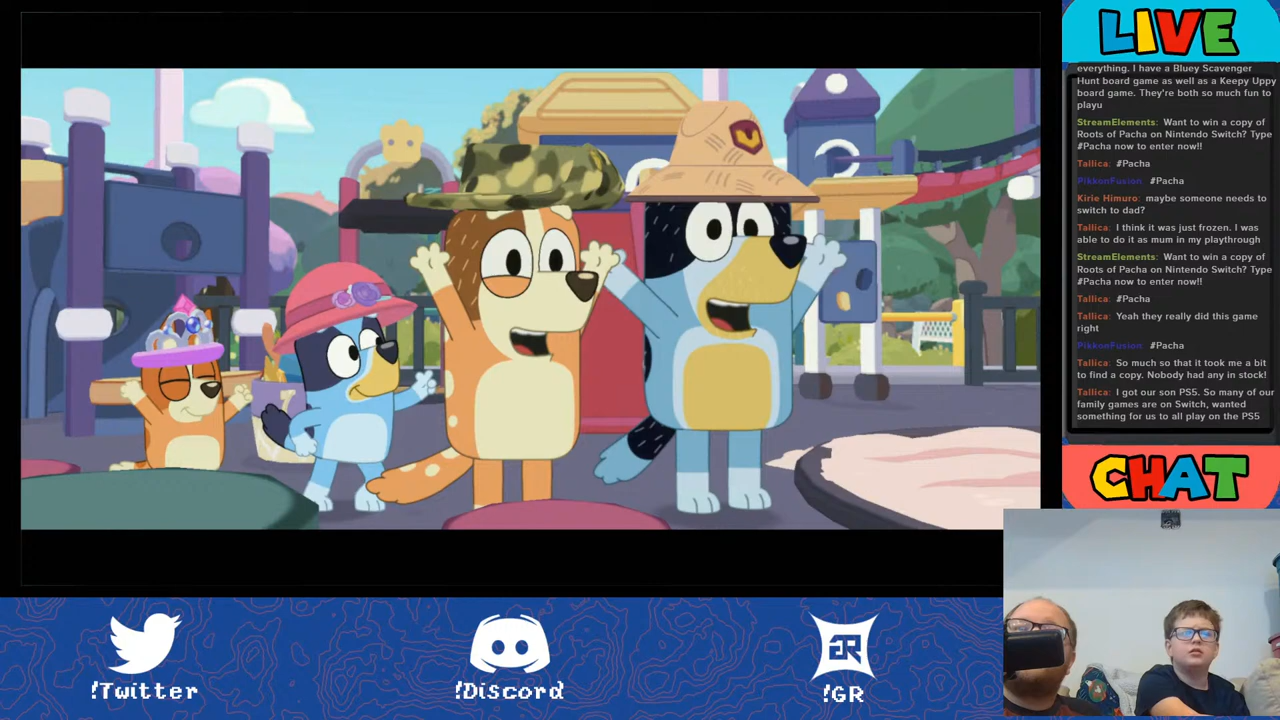 LIVE
everything. I have a Bluey Scavenger
Hunt board game as well as a Keepy Uppy
board game. They're both so much fun to
playu
StreamElements: Want to win a copy of
Roots of Pacha on Nintendo Switch? Type
#Pacha now to enter now!!
Tallica: #Pacha
PikkonFusion #Pacha
Kirie Himuro: maybe someone needs to
switch to dad?
Tallica: I think it was just frozen. I was
able to do it as mum in my playthrough
StreamElements: Want to win a copy of
Roots of Pacha on Nintendo Switch? Type
#Pacha now to enter now!!
Tallica: #Pacha
Tallica: Yeah they really did this game
right
PikkonFusion #Pacha
Tallica: So much so that it took me a bit
to find a copy. Nobody had any in stock!
Tallica: I got our son PS5. So many of our
family games are on Switch, wanted
something for us to all play on the PS5
CHAT
GR
!Twitter
!Discord
!GR